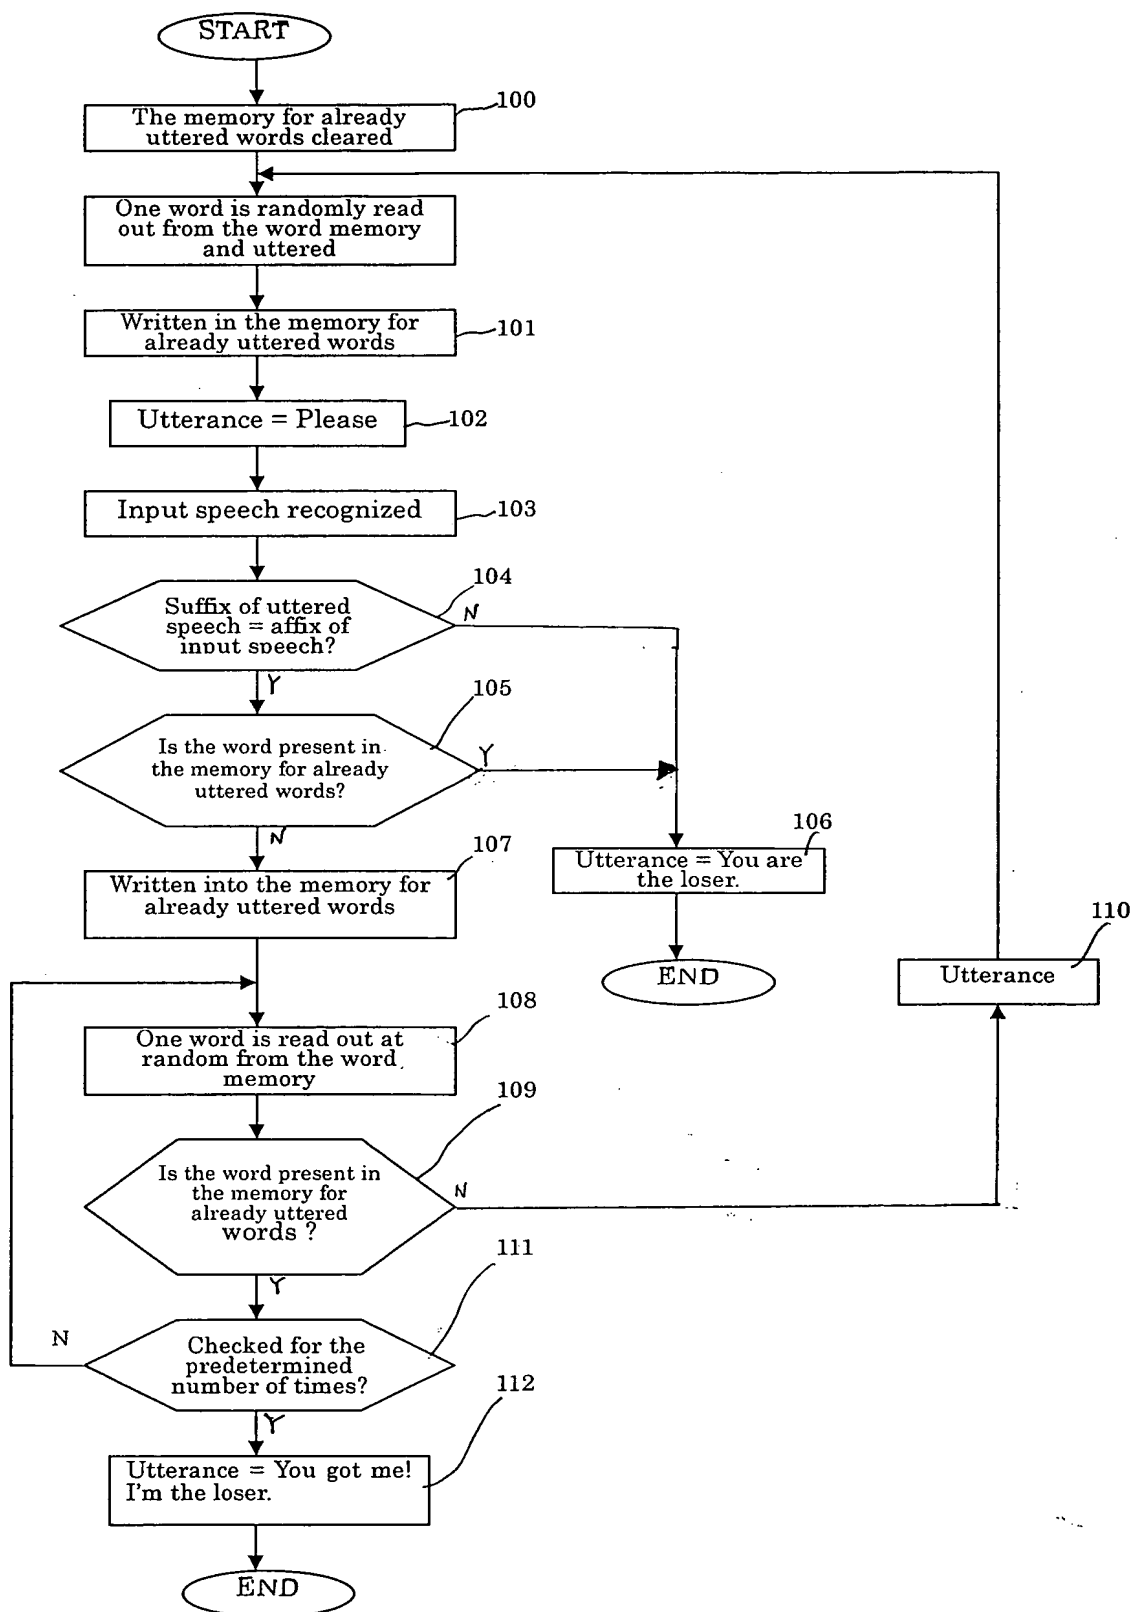 START
100
The memory for already
uttered words cleared
One word is randomly read
out from the word memory
and uttered
Written in the memory for
already uttered words
101
Utterance = Please
102
Input speech recognized
103
104
Suffix of uttered
speech = affix of
input speech?
N
Y
105
Is the word present in
the memory for already
uttered words?
Y
N
106
Utterance = You are
the loser.
107
Written into the memory for
already uttered words
END
110
Utterance
108
One word is read out at
random from the word
memory
109
Is the word present in
the memory for
already uttered
words ?
N
Y
111
N
Checked for the
predetermined
number of times?
Y
112
Utterance = You got me!
I'm the loser.
END